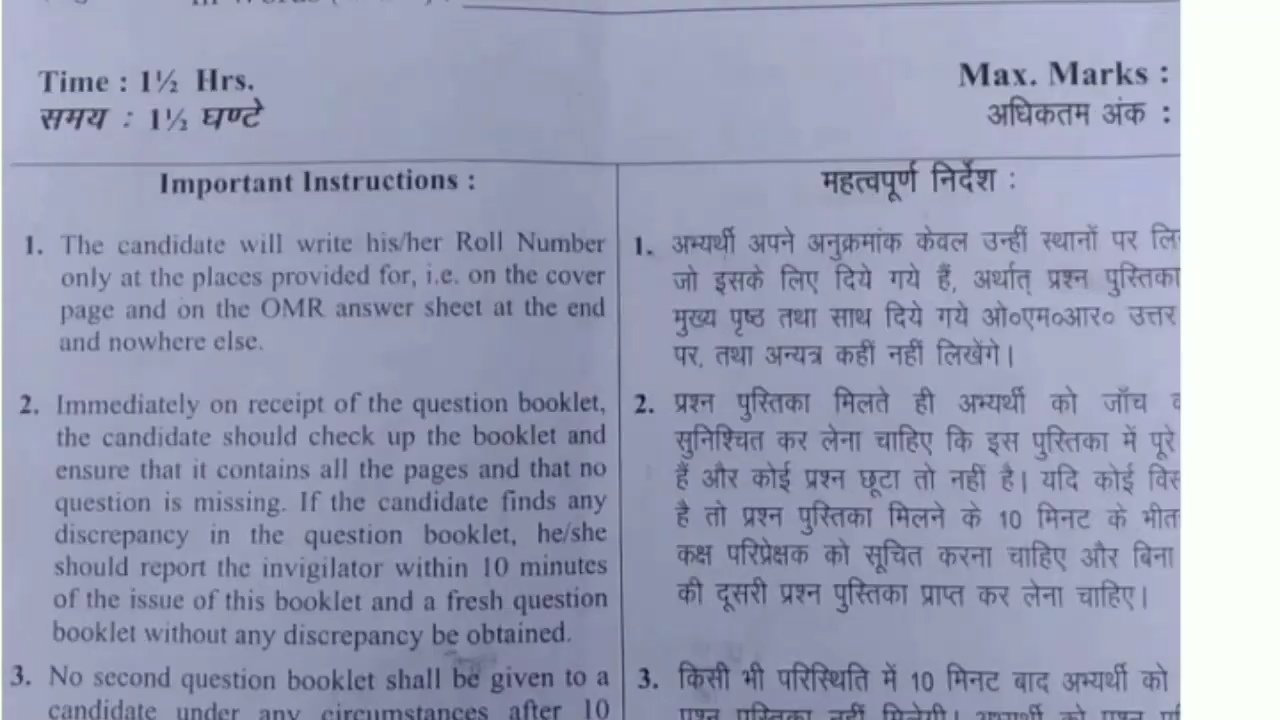 Time : 1½ Hrs.
समय : 1½ घण्टे
Max. Marks :
अधिकतम अंक :
Important Instructions :
1. The candidate will write his/her Roll Number
only at the places provided for, i.e. on the cover
page and on the OMR answer sheet at the end
and nowhere else.
2. Immediately on receipt of the question booklet,
the candidate should check up the booklet and
ensure that it contains all the pages and that no
question is missing. If the candidate finds any
discrepancy in the question booklet, he/she
should report the invigilator within 10 minutes
of the issue of this booklet and a fresh question
booklet without any discrepancy be obtained.
3. No second question booklet shall be given to a
candidate under any circumstances after 10
महत्वपूर्ण निर्देश :
1. अभ्यर्थी अपने अनुक्रमांक केवल उन्हीं स्थानों पर
जो इसके लिए दिये गये हैं, अर्थात् प्रश्न पुस्तिका
मुख्य पृष्ठ तथा साथ दिये गये ओ०एम०आर० उत्तर
पर, तथा अन्यत्र कहीं नहीं लिखेंगे।
2. प्रश्न पुस्तिका मिलते ही अभ्यर्थी को जाँच
सुनिश्चित कर लेना चाहिए कि इस पुस्तिका में पूरे
हैं और कोई प्रश्न छूटा तो नहीं है। यदि कोई
है तो प्रश्न पुस्तिका मिलने के 10 मिनट के
कक्ष परिप्रेक्षक को सूचित करना चाहिए और बिना
की दूसरी प्रश्न पुस्तिका प्राप्त कर लेना चाहिए।
3. किसी भी परिस्थिति में 10 मिनट बाद अभ्यर्थी को